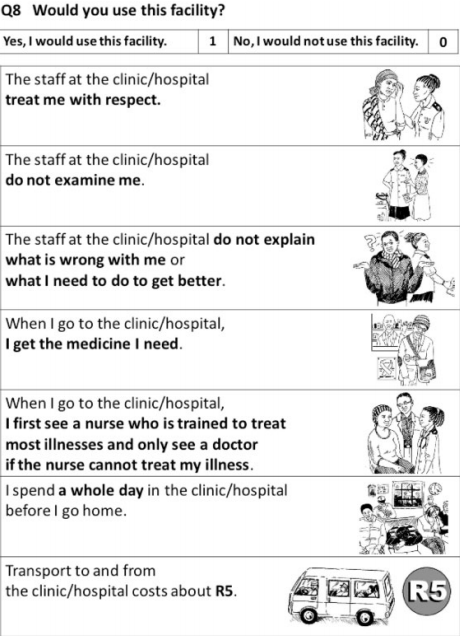 Q8 Would you use this facility?
Yes, I would use this facility. 1 No, I would not use this facility. 0
The staff at the clinic/hospital
treat me with respect.
The staff at the clinic/hospital
do not examine me.
The staff at the clinic/hospital do not explain
what is wrong with me or
what I need to do to get better.
When I go to the clinic/hospital,
I get the medicine I need.
When I go to the clinic/hospital,
I first see a nurse who is trained to treat
most illnesses and only see a doctor
if the nurse cannot treat my illness.
I spend a whole day in the clinic/hospital
before I go home.
Transport to and from
the clinic/hospital costs about R5.
R5